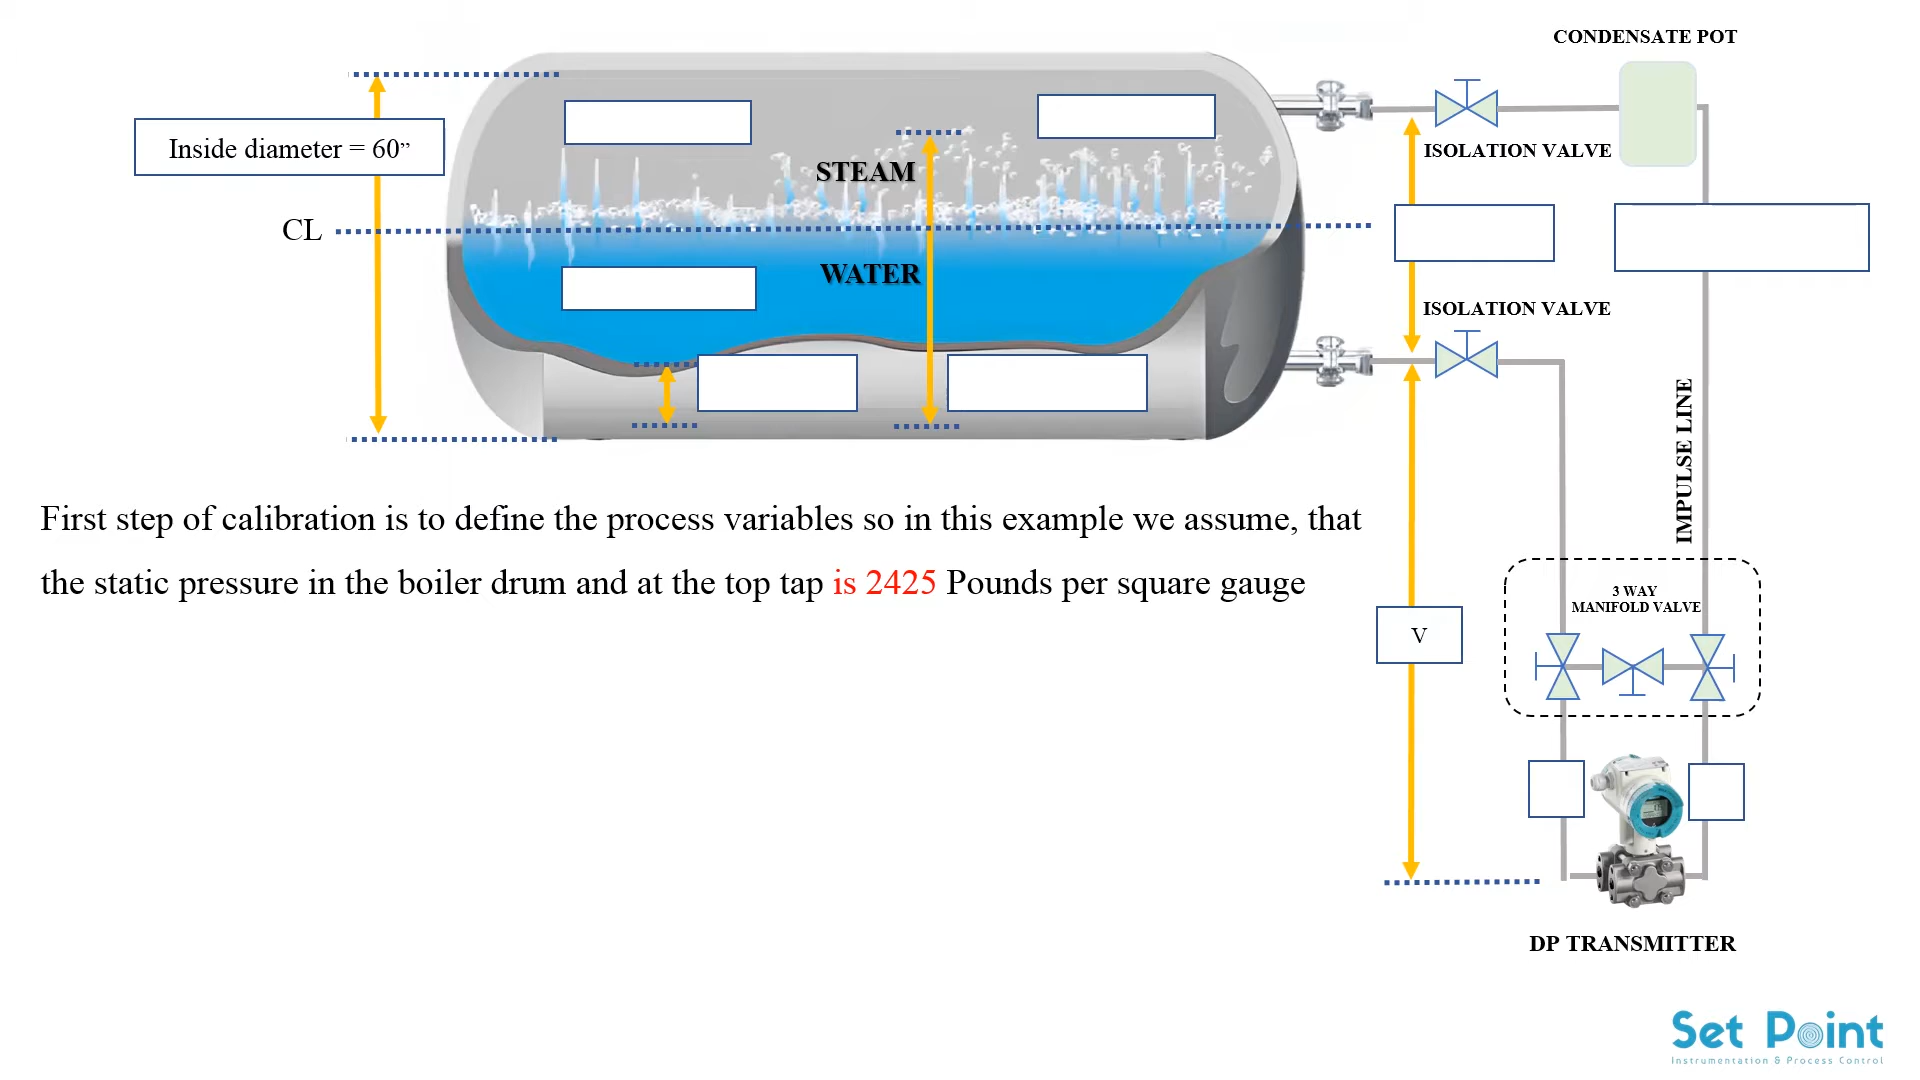 CONDENSATE POT
Inside diameter = 60”
ISOLATION VALVE
STEAM
CL
WATER
ISOLATION VALVE
IMPULSE LINE
First step of calibration is to define the process variables so in this example we assume, that
the static pressure in the boiler drum and at the top tap is 2425 Pounds per square gauge
3 WAY
MANIFOLD VALVE
V
DP TRANSMITTER
Set Point
Instrumentation & Process Control